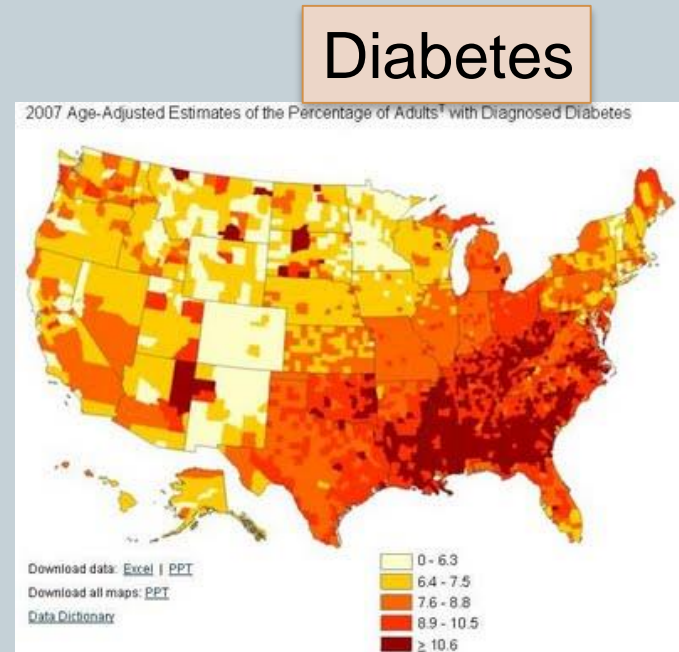 Diabetes
2007 Age-Adjusted Estimates of the Percentage of Adults† with Diagnosed Diabetes
Download data: Excel | PPT
Download all maps: PPT
Data Dictionary
0 - 6.3
6.4 - 7.5
7.6 - 8.8
8.9 - 10.5
≥ 10.6